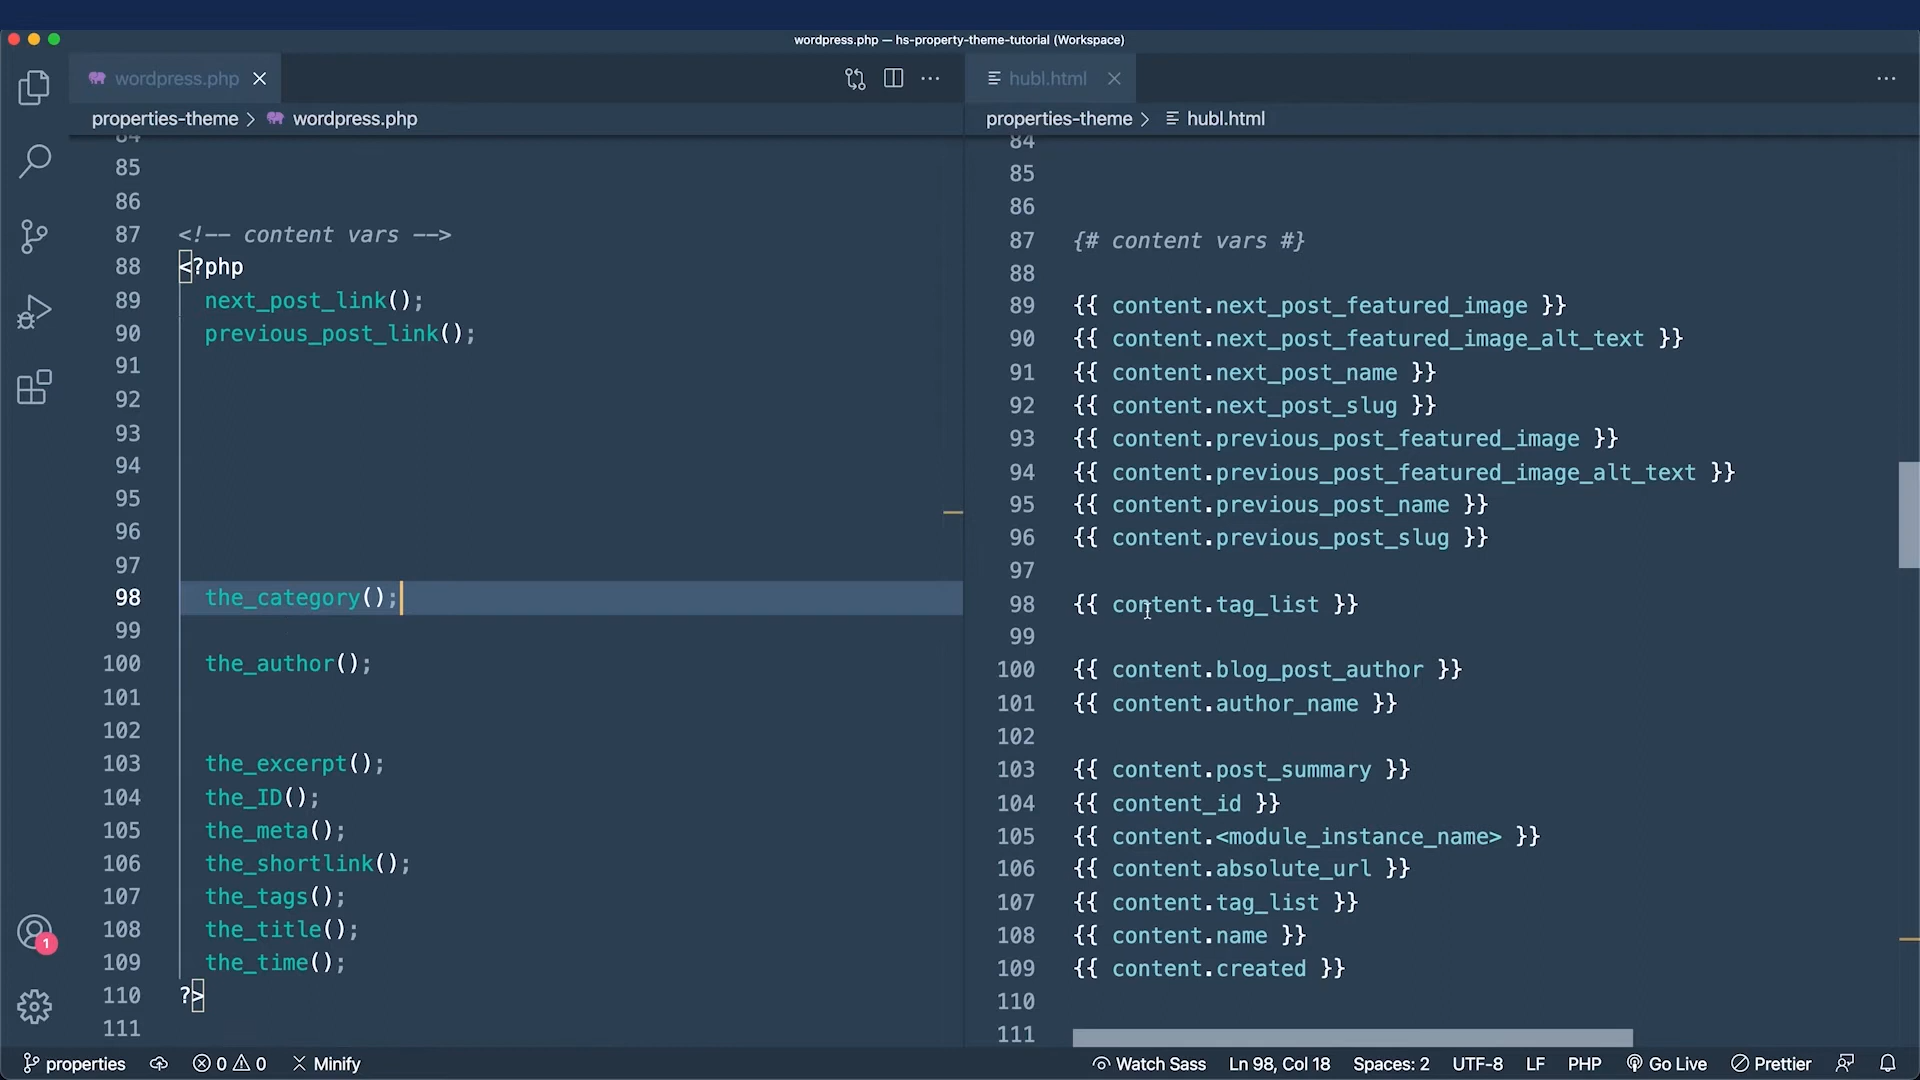 wordpress.php — hs-property-theme-tutorial (Workspace)
wordpress.php
properties-theme > wordpress.php
84
85
86
87 <!-- content vars -->
88 <?php
89 next_post_link();
90 previous_post_link();
91
92
93
94
95
96
97
98 the_category();
99
100 the_author();
101
102
103 the_excerpt();
104 the_ID();
105 the_meta();
106 the_shortlink();
107 the_tags();
108 the_title();
109 the_time();
110 ?>
111
hubl.html
properties-theme > hubl.html
84
85
86
87 {# content vars #}
88
89 {{ content.next_post_featured_image }}
90 {{ content.next_post_featured_image_alt_text }}
91 {{ content.next_post_name }}
92 {{ content.next_post_slug }}
93 {{ content.previous_post_featured_image }}
94 {{ content.previous_post_featured_image_alt_text }}
95 {{ content.previous_post_name }}
96 {{ content.previous_post_slug }}
97
98 {{ content.tag_list }}
99
100 {{ content.blog_post_author }}
101 {{ content.author_name }}
102
103 {{ content.post_summary }}
104 {{ content_id }}
105 {{ content.<module_instance_name> }}
106 {{ content.absolute_url }}
107 {{ content.tag_list }}
108 {{ content.name }}
109 {{ content.created }}
110
111
1
properties 0 0 Minify Watch Sass Ln 98, Col 18 Spaces: 2 UTF-8 LF PHP Go Live Prettier